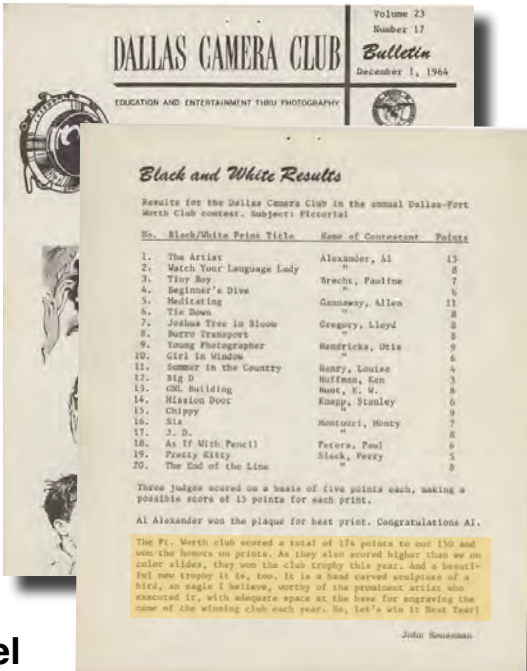 DALLAS CAMERA CLUB
Volume 23
Number 17
Bulletin
December 1, 1964
EDUCATION AND ENTERTAINMENT THRU PHOTOGRAPHY
Black and White Results
Results for the Dallas Camera Club in the annual Dallas-Fort
Worth Club contest. Subject: Pictorial
No. Black/White Print Title Name of Contestant Points
1. The Artist Alexander, Al 15
2. Watch Your Language Lady " 8
3. Tiny Boy Brecht, Pauline 7
4. Beginner's Dive " 6
5. Meditating Gannaway, Allen 11
6. Tie Down " 8
7. Joshua Tree in Bloom Gregory, Lloyd 8
8. Burro Transport " 8
9. Young Photographer Hendricks, Otis 9
10. Girl in Window " 6
11. Summer in the Country Henry, Louise 4
12. Big D Huffman, Ken 3
13. GNL Building Hunt, K. W. 8
14. Mission Door Knapp, Stanley 6
15. Chippy " 9
16. Sis Montouri, Monty 7
17. J. D. " 8
18. As If With Pencil Peters, Paul 6
19. Pretty Kitty Slack, Perry 5
20. The End of the Line " 8
Three judges scored on a basis of five points each, making a
possible score of 15 points for each print.
Al Alexander won the plaque for best print. Congratulations Al.
The Ft. Worth club scored a total of 174 points to our 150 and
won the honors on prints. As they also scored higher than we on
color slides, they won the club trophy this year. And a beauti-
ful new trophy it is, too. It is a hand carved sculpture of a
bird, an eagle I believe, worthy of the prominent artist who
executed it, with adequate space at the base for engraving the
name of the winning club each year. So, let's win it Next Year!
John
el